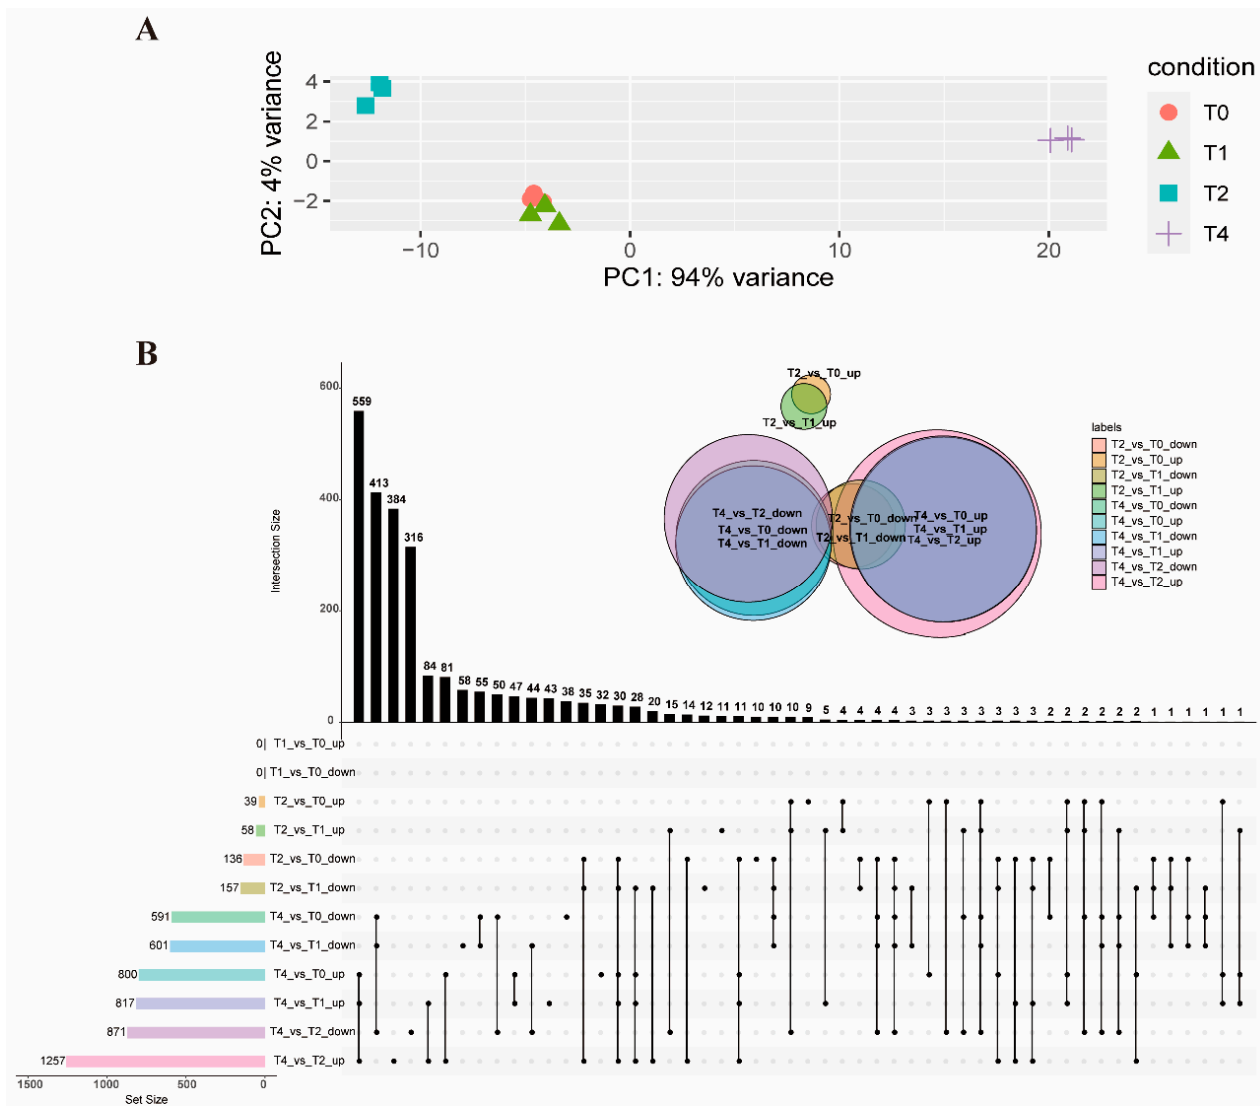 A
PC2: 4% variance
4
2
0
−2
−10
0
10
20
PC1: 94% variance
condition
T0
T1
T2
T4
B
Intersection Size
600
400
200
0
559
413
384
316
84 81 58 55 50 47 44 43 38 35 32 30 28 20 15 14 12 11 11 10 10 10 9 5 4 4 4 4 3 3 3 3 3 3 3 3 2 2 2 2 2 2 1 1 1 1 1 1
T2_vs_T0_up
T2_vs_T1_up
T4_vs_T2_down
T4_vs_T0_down
T4_vs_T1_down
T2_vs_T0_down
T2_vs_T1_down
T4_vs_T0_up
T4_vs_T1_up
T4_vs_T2_up
labels
T2_vs_T0_down
T2_vs_T0_up
T2_vs_T1_down
T2_vs_T1_up
T4_vs_T0_down
T4_vs_T0_up
T4_vs_T1_down
T4_vs_T1_up
T4_vs_T2_down
T4_vs_T2_up
0| T1_vs_T0_up
0| T1_vs_T0_down
39 T2_vs_T0_up
58 T2_vs_T1_up
136 T2_vs_T0_down
157 T2_vs_T1_down
591 T4_vs_T0_down
601 T4_vs_T1_down
800 T4_vs_T0_up
817 T4_vs_T1_up
871 T4_vs_T2_down
1257 T4_vs_T2_up
1500 1000 500 0
Set Size